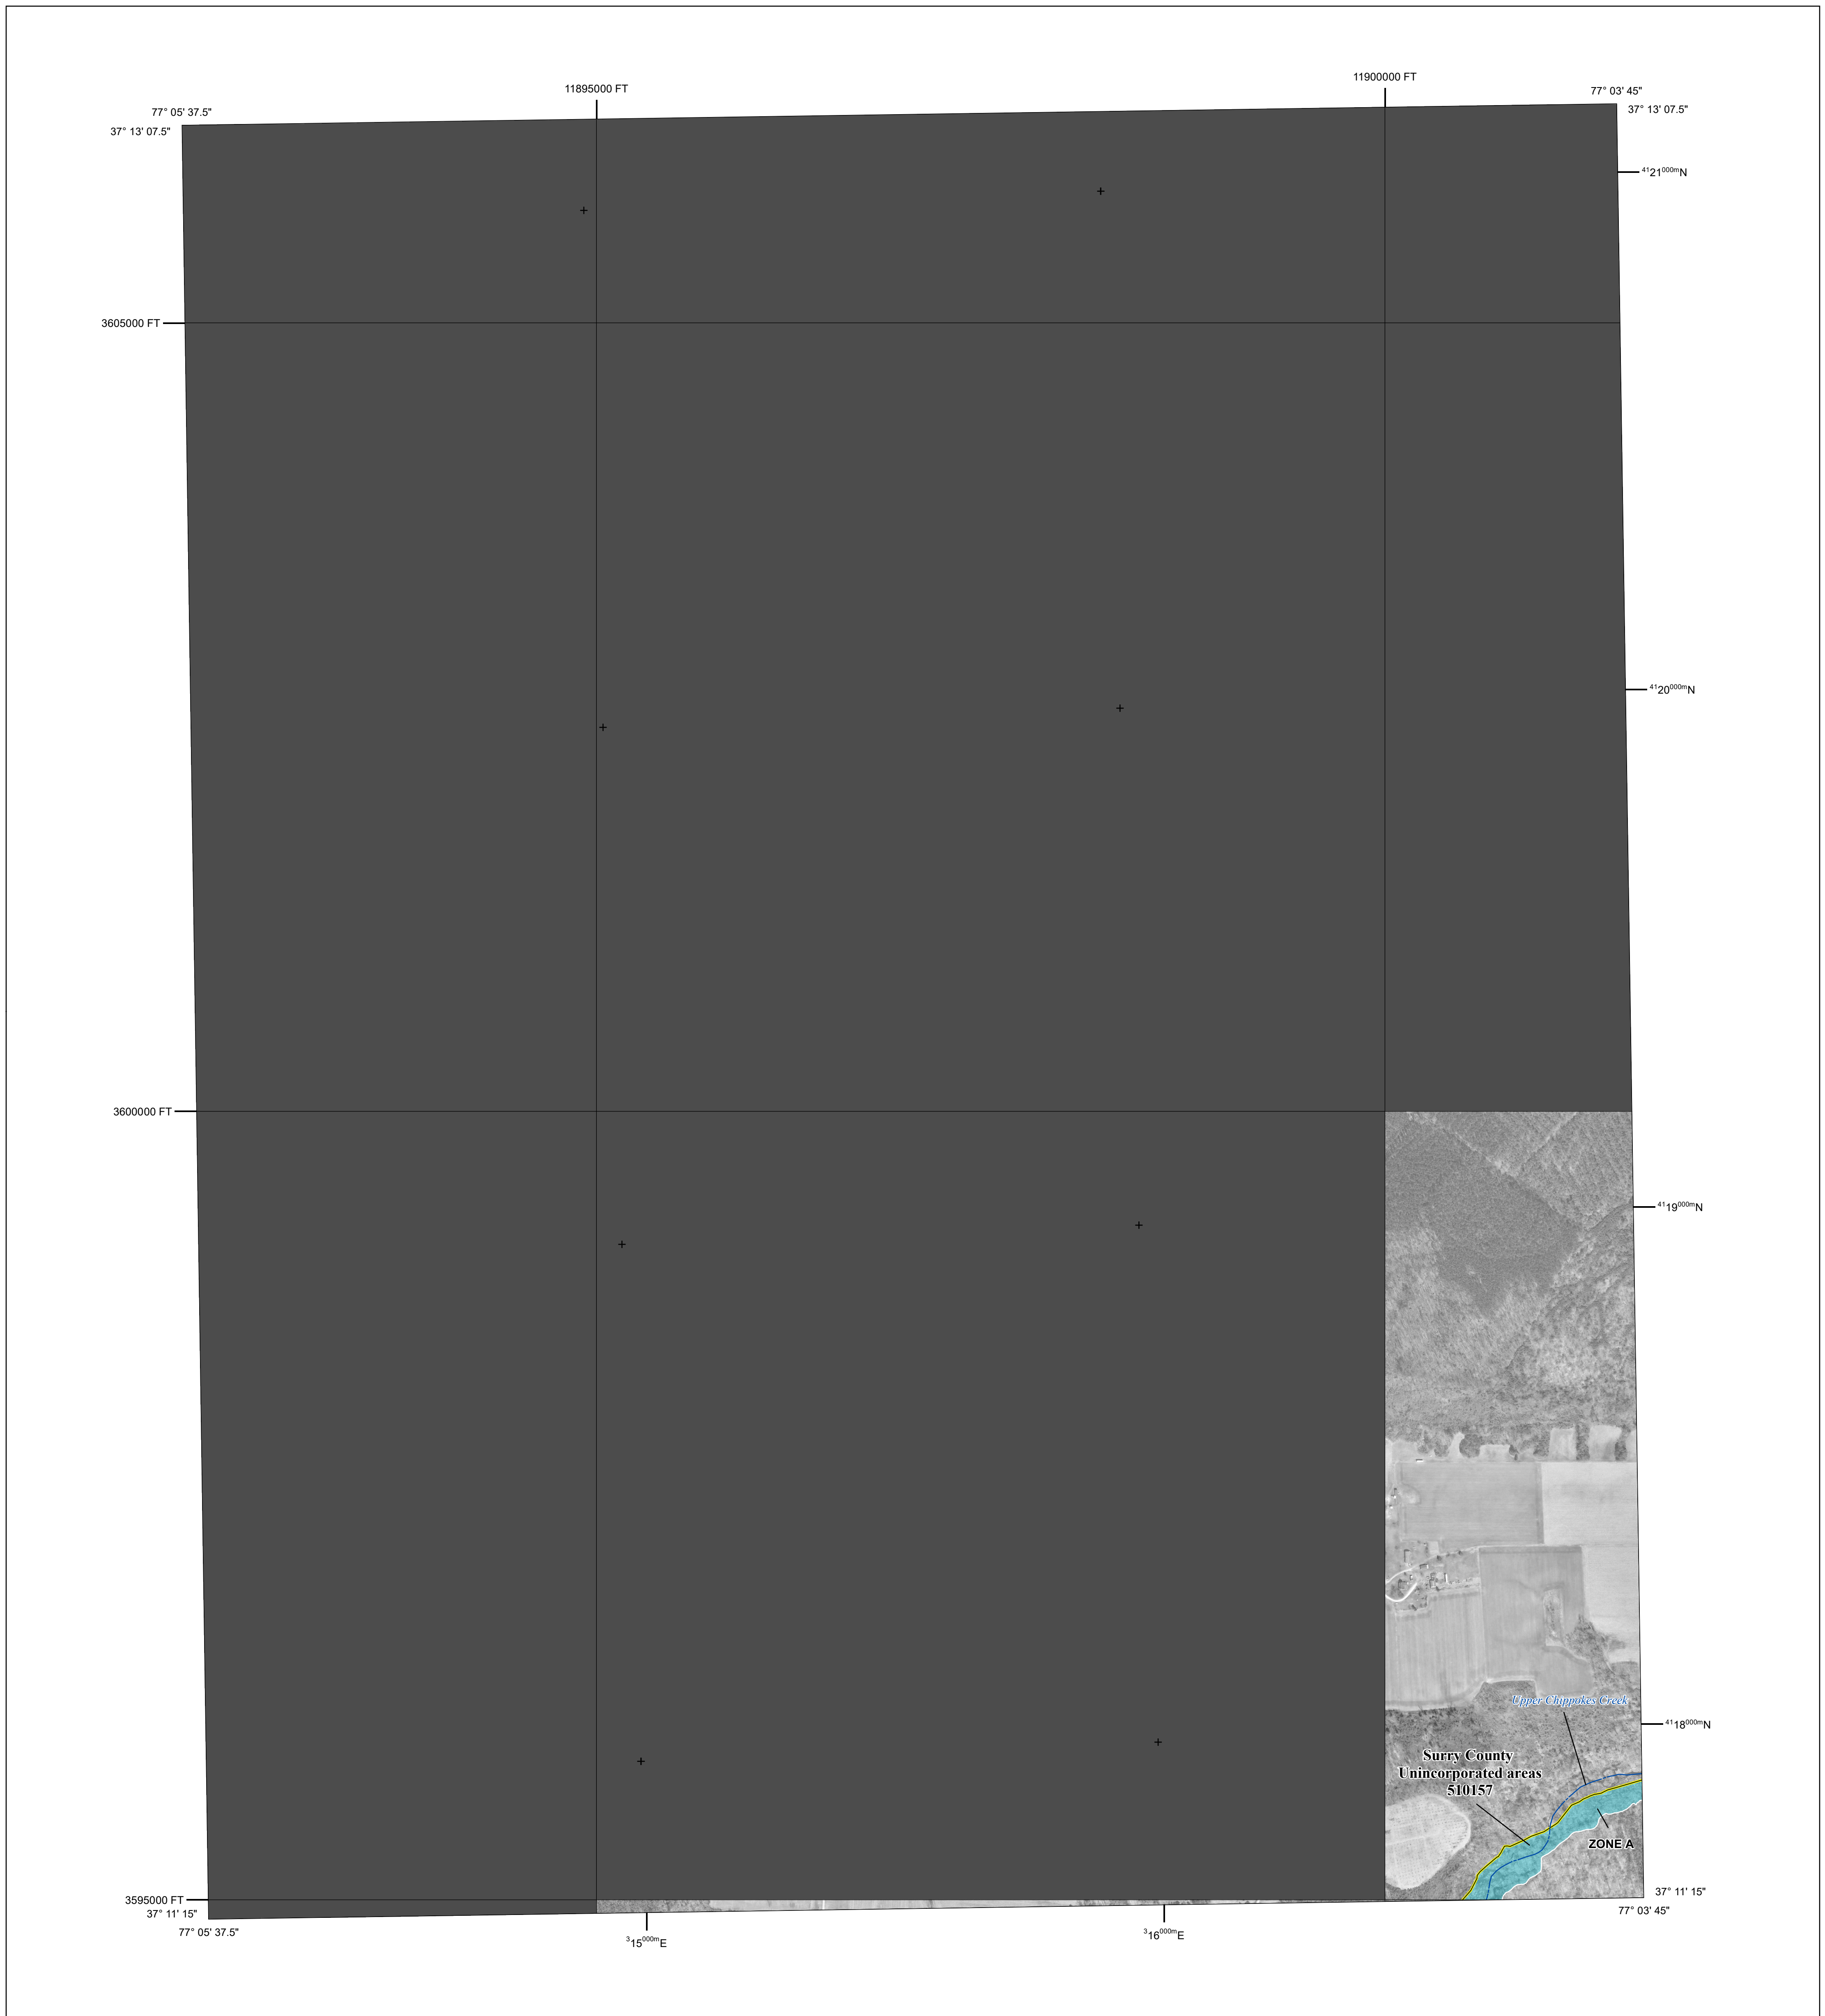 11900000 FT
11895000 FT
77° 03' 45"
77° 05' 37.5"
37° 13' 07.5"
37° 13' 07.5"
4121000mN
3605000 FT
4120000mN
3600000 FT
4119000mN
Upper Chippokes Creek
4118000mN
Surry County
Unincorporated areas
510157
ZONE A
37° 11' 15"
3595000 FT
37° 11' 15"
77° 03' 45"
77° 05' 37.5"
315000mE
316000mE